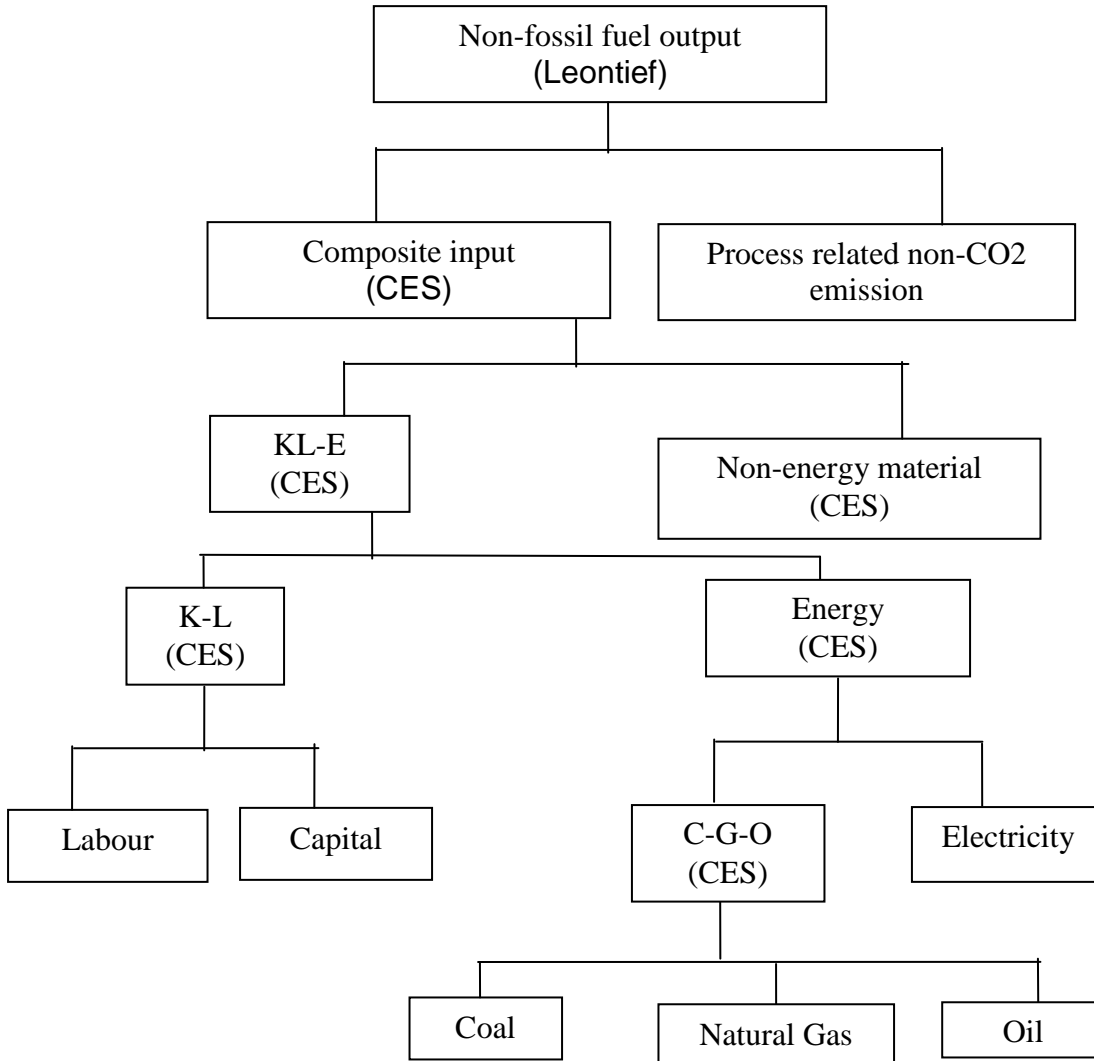 Non-fossil fuel output
(Leontief)
Composite input
(CES)
Process related non-CO2
emission
KL-E
(CES)
Non-energy material
(CES)
K-L
(CES)
Energy
(CES)
Labour
Capital
C-G-O
(CES)
Electricity
Coal
Natural Gas
Oil